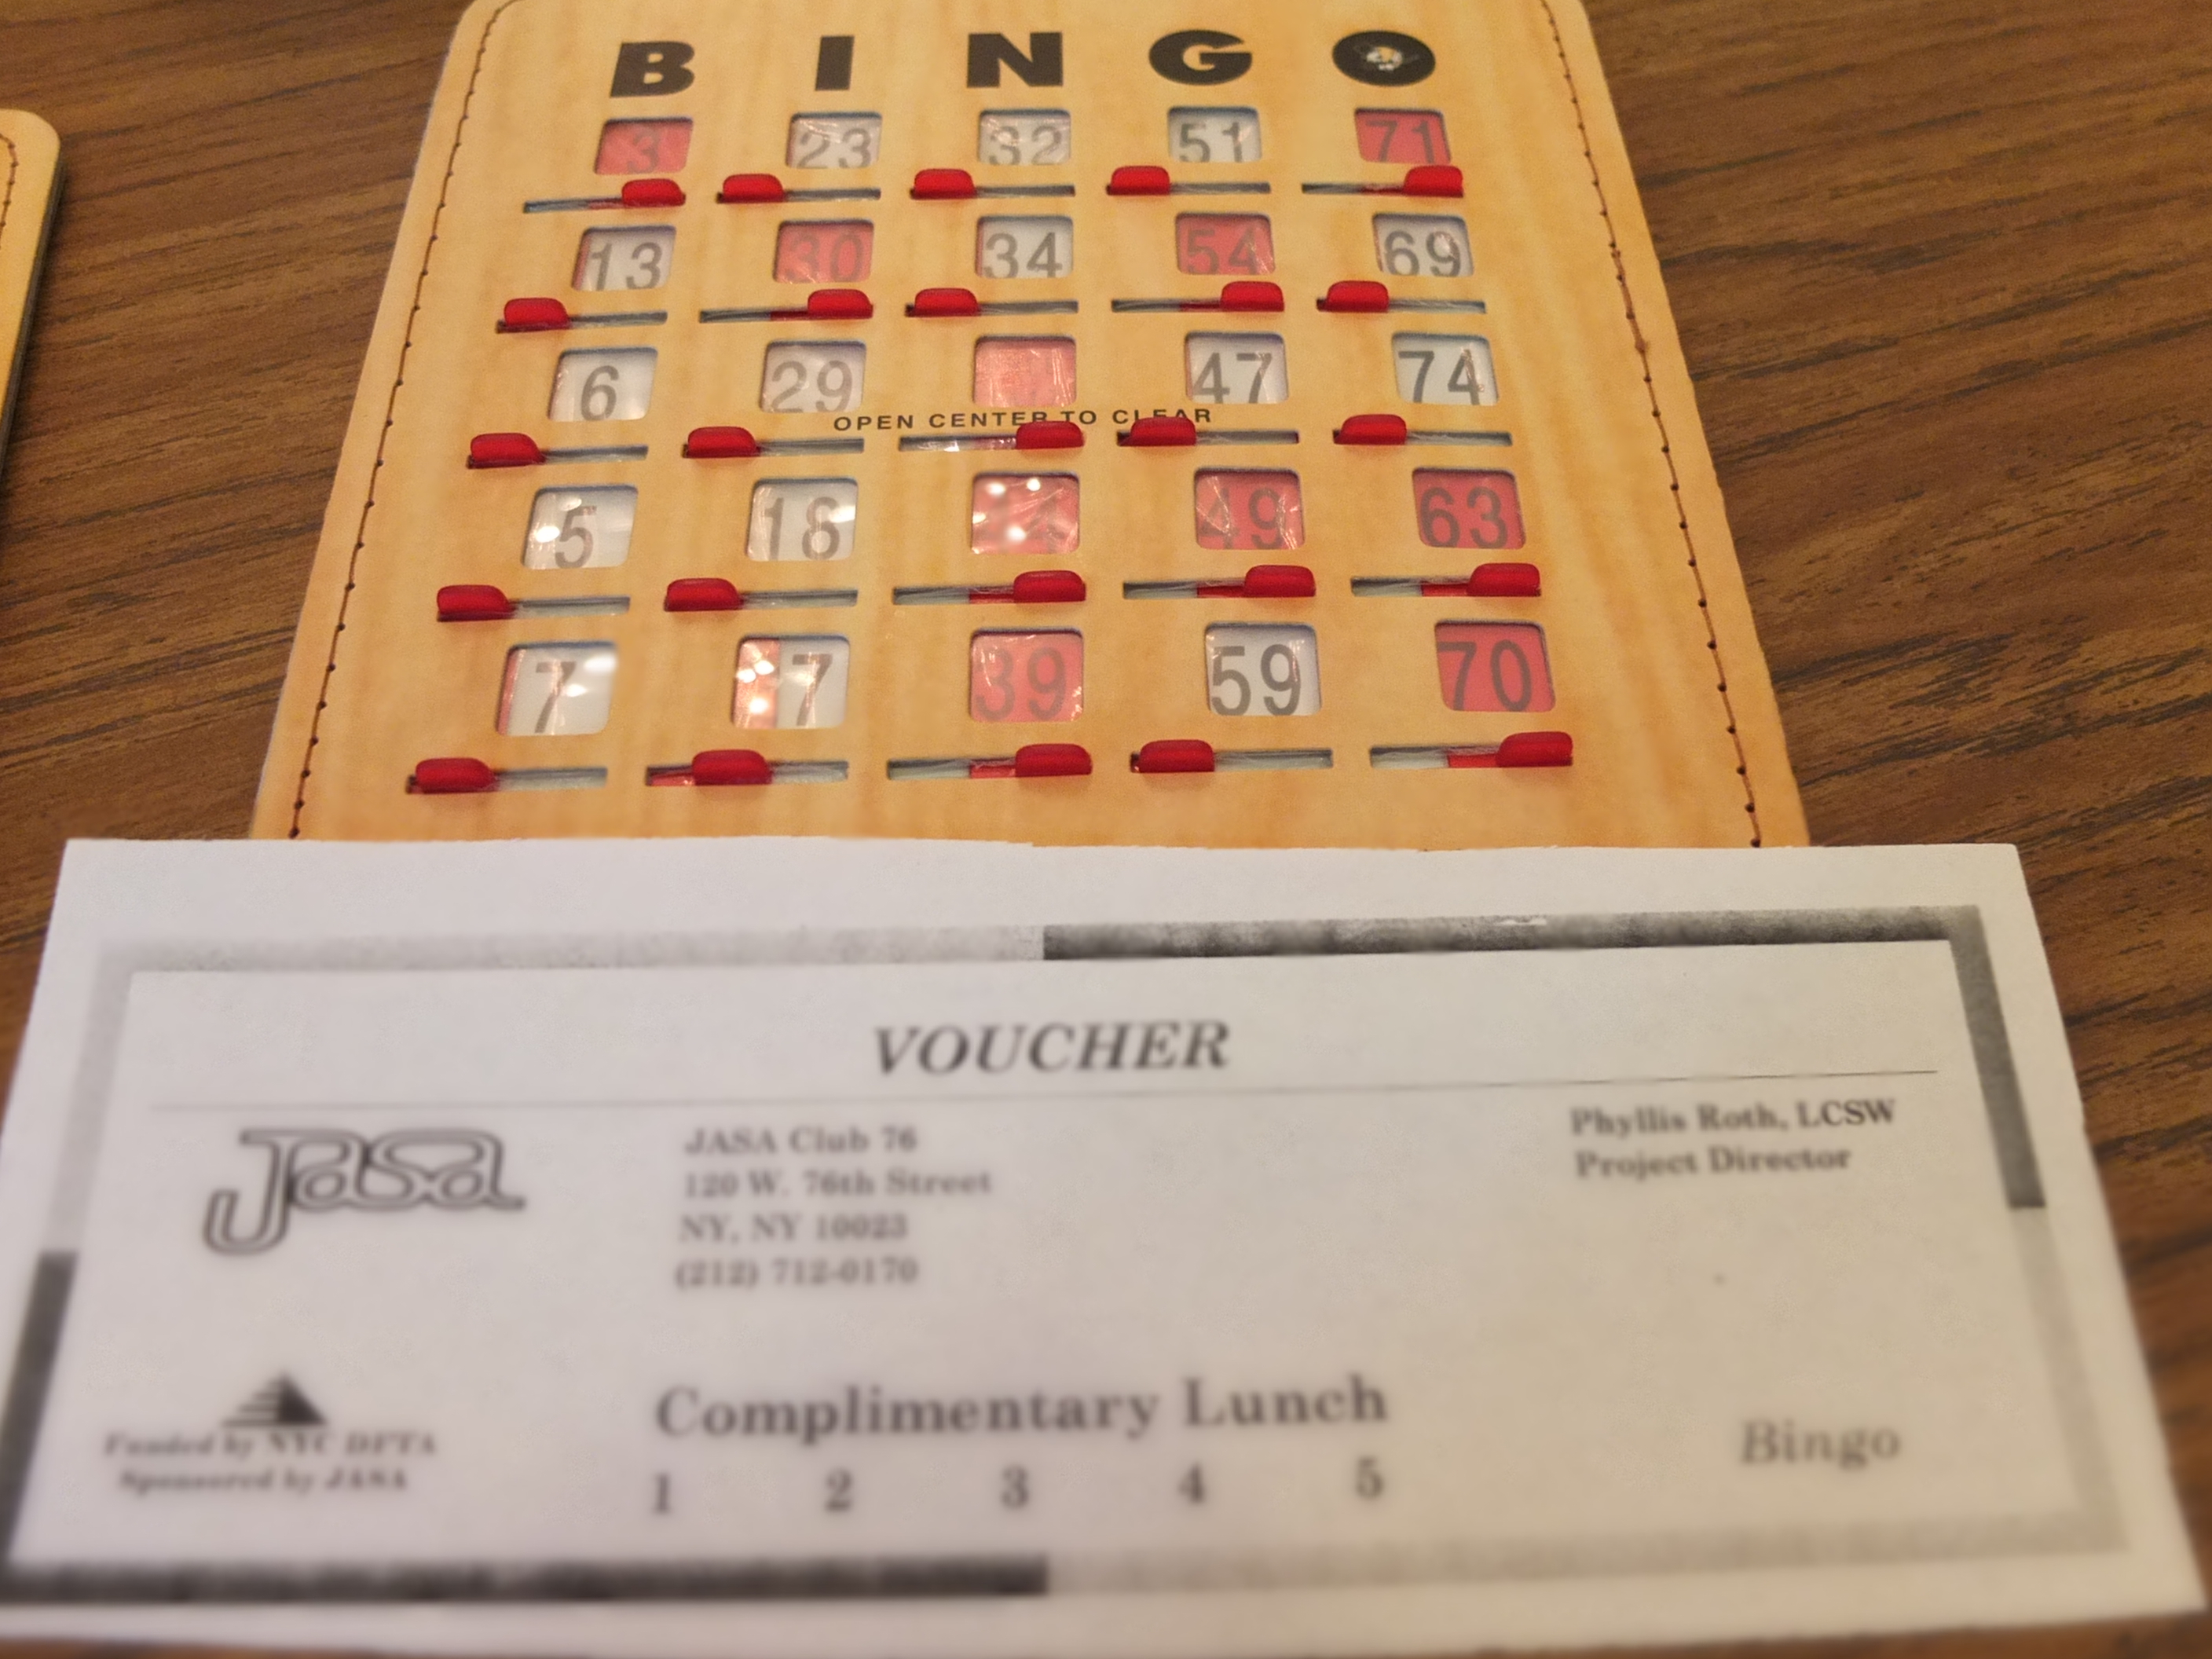 B I N G O
3 23 32 51 71
13 30 34 54 69
6 29 47 74
OPEN CENTER TO CLEAR
5 18 49 63
7 7 39 59 70
VOUCHER
Jasa
JASA Club 76
120 W. 76th Street
NY, NY 10023
(212) 712-0170
Phyllis Roth, LCSW
Project Director
Funded by NYC DFTA
Sponsored by JASA
Complimentary Lunch
1 2 3 4 5
Bingo